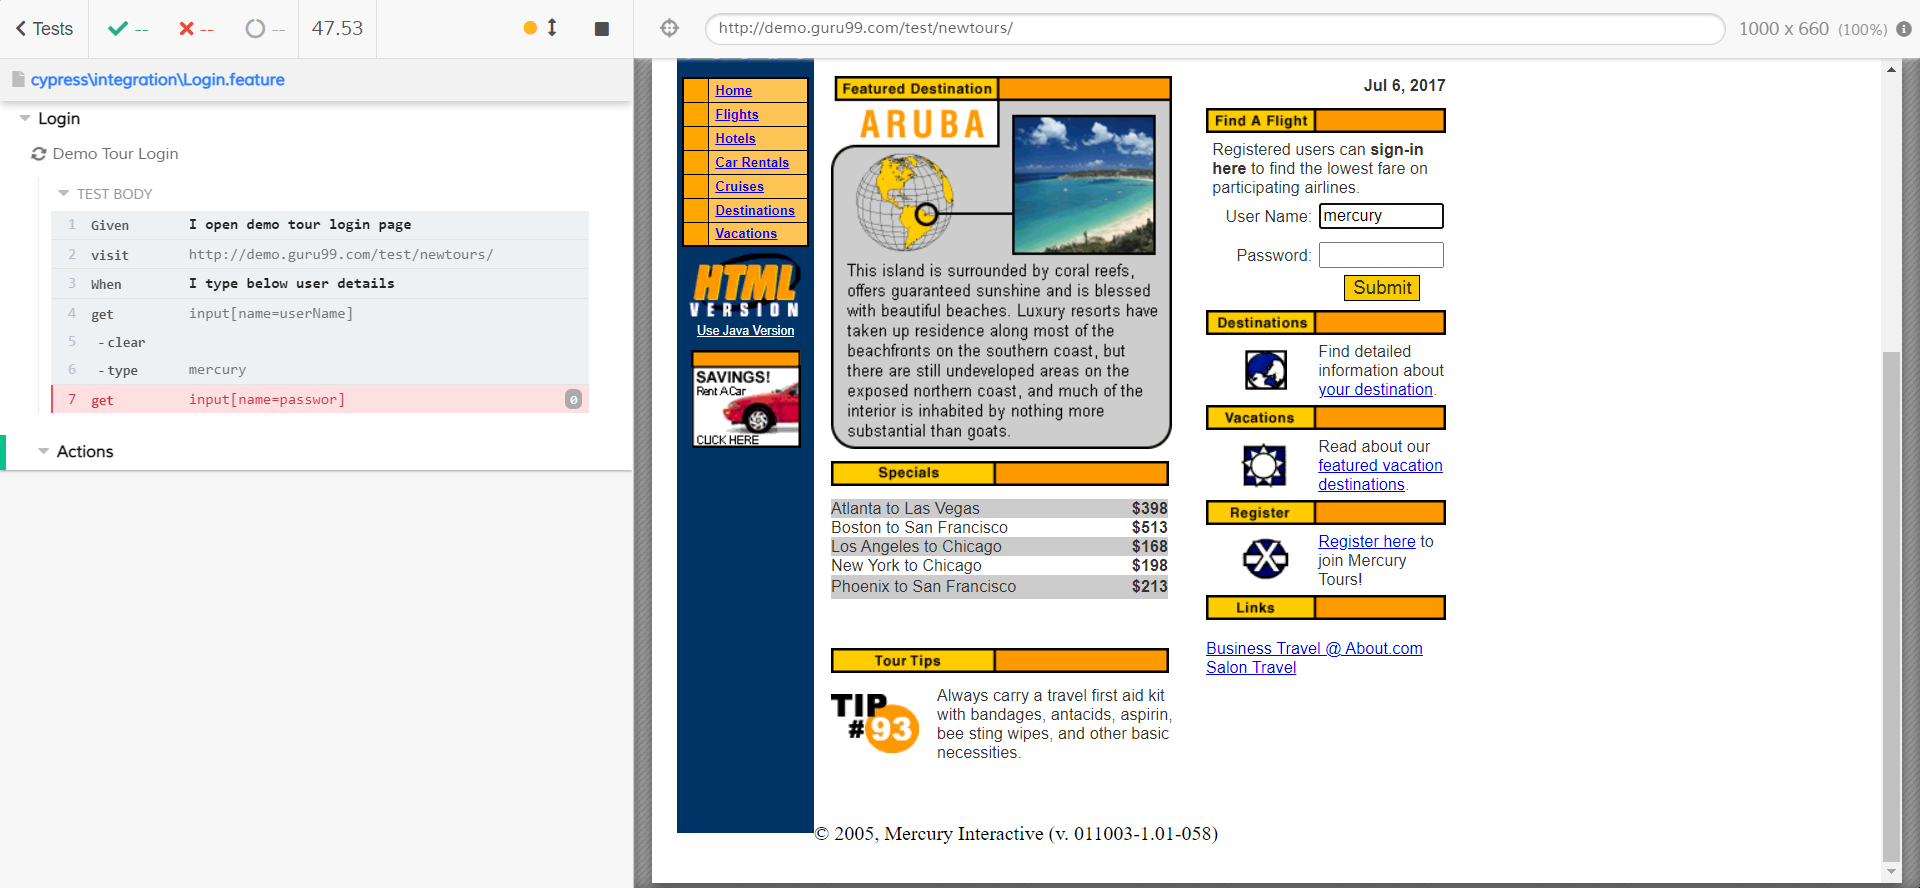 Tests -- -- -- 47.53
http://demo.guru99.com/test/newtours/ 1000 x 660 (100%)
cypress\integration\Login.feature
Login
Demo Tour Login
TEST BODY
1 Given I open demo tour login page
2 visit http://demo.guru99.com/test/newtours/
3 When I type below user details
4 get input[name=userName]
5 -clear
6 -type mercury
7 get input[name=passwor] 0
Actions
Home
Flights
Hotels
Car Rentals
Cruises
Destinations
Vacations
HTML
VERSION
Use Java Version
SAVINGS!
Rent A Car
CLICK HERE
Featured Destination
ARUBA
This island is surrounded by coral reefs,
offers guaranteed sunshine and is blessed
with beautiful beaches. Luxury resorts have
taken up residence along most of the
beachfronts on the southern coast, but
there are still undeveloped areas on the
exposed northern coast, and much of the
interior is inhabited by nothing more
substantial than goats.
Specials
Atlanta to Las Vegas $398
Boston to San Francisco $513
Los Angeles to Chicago $168
New York to Chicago $198
Phoenix to San Francisco $213
Tour Tips
TIP
#93
Always carry a travel first aid kit
with bandages, antacids, aspirin,
bee sting wipes, and other basic
necessities.
Jul 6, 2017
Find A Flight
Registered users can sign-in
here to find the lowest fare on
participating airlines.
User Name: mercury
Password:
Submit
Destinations
Find detailed
information about
your destination.
Vacations
Read about our
featured vacation
destinations.
Register
Register here to
join Mercury
Tours!
Links
Business Travel @ About.com
Salon Travel
© 2005, Mercury Interactive (v. 011003-1.01-058)